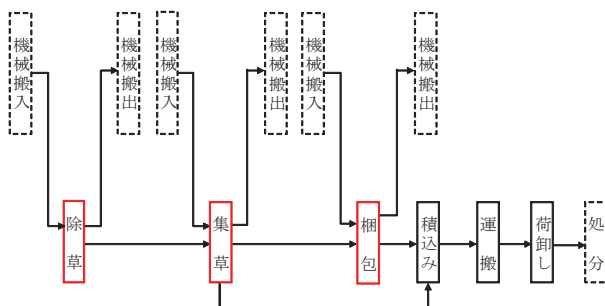 機械搬入
機械搬出
機械搬入
機械搬出
機械搬入
機械搬出
除草
集草
梱包
積込み
運搬
荷卸し
処分